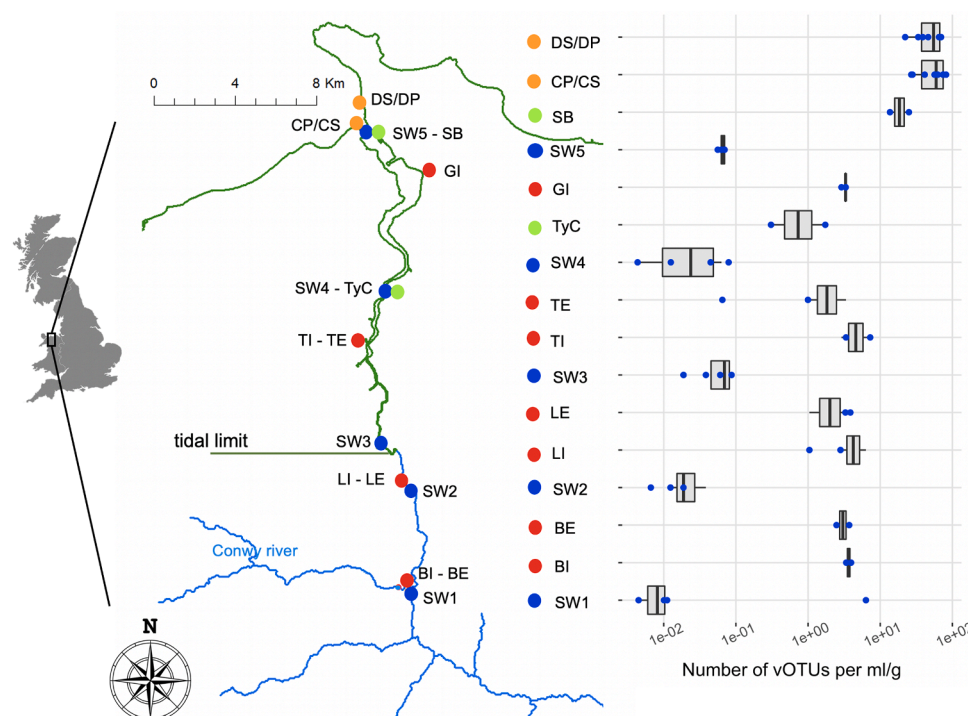 0 4 8 Km
DS/DP
CP/CS
SW5 - SB
GI
SW4 - TyC
TI - TE
SW3
tidal limit
LI - LE
SW2
Conwy river
BI - BE
SW1
N
DS/DP
CP/CS
SB
SW5
GI
TyC
SW4
TE
TI
SW3
LE
LI
SW2
BE
BI
SW1
1e-02 1e-01 1e+00 1e+01 1e+02
Number of vOTUs per ml/g